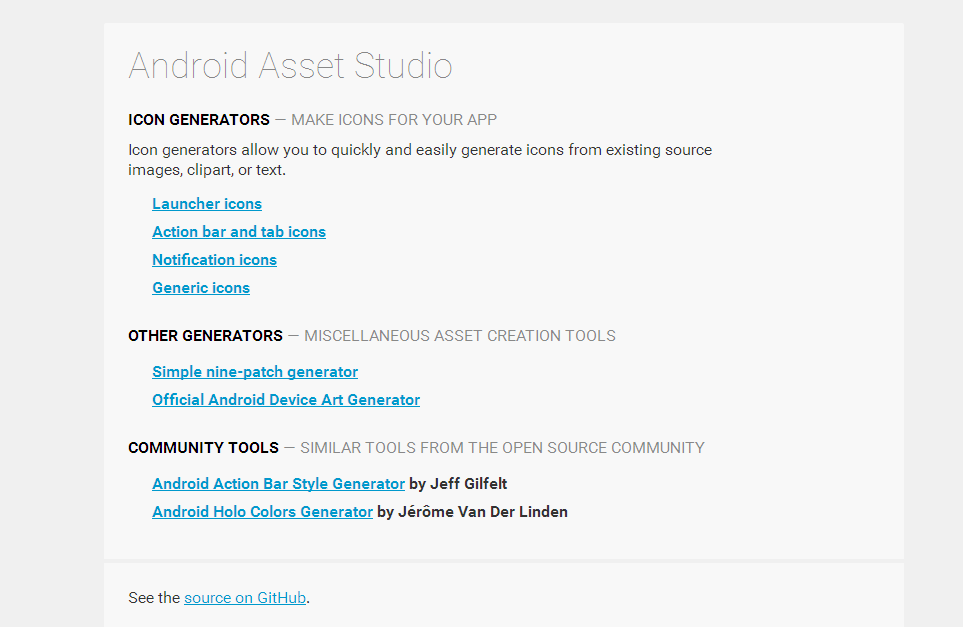 Android Asset Studio
ICON GENERATORS — MAKE ICONS FOR YOUR APP
Icon generators allow you to quickly and easily generate icons from existing source
images, clipart, or text.
Launcher icons
Action bar and tab icons
Notification icons
Generic icons
OTHER GENERATORS — MISCELLANEOUS ASSET CREATION TOOLS
Simple nine-patch generator
Official Android Device Art Generator
COMMUNITY TOOLS — SIMILAR TOOLS FROM THE OPEN SOURCE COMMUNITY
Android Action Bar Style Generator by Jeff Gilfelt
Android Holo Colors Generator by Jérôme Van Der Linden
See the source on GitHub.